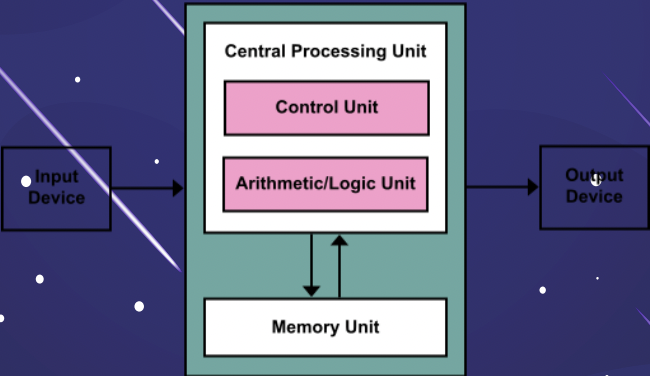 Central Processing Unit
Control Unit
Arithmetic/Logic Unit
Input
Device
Output
Device
Memory Unit